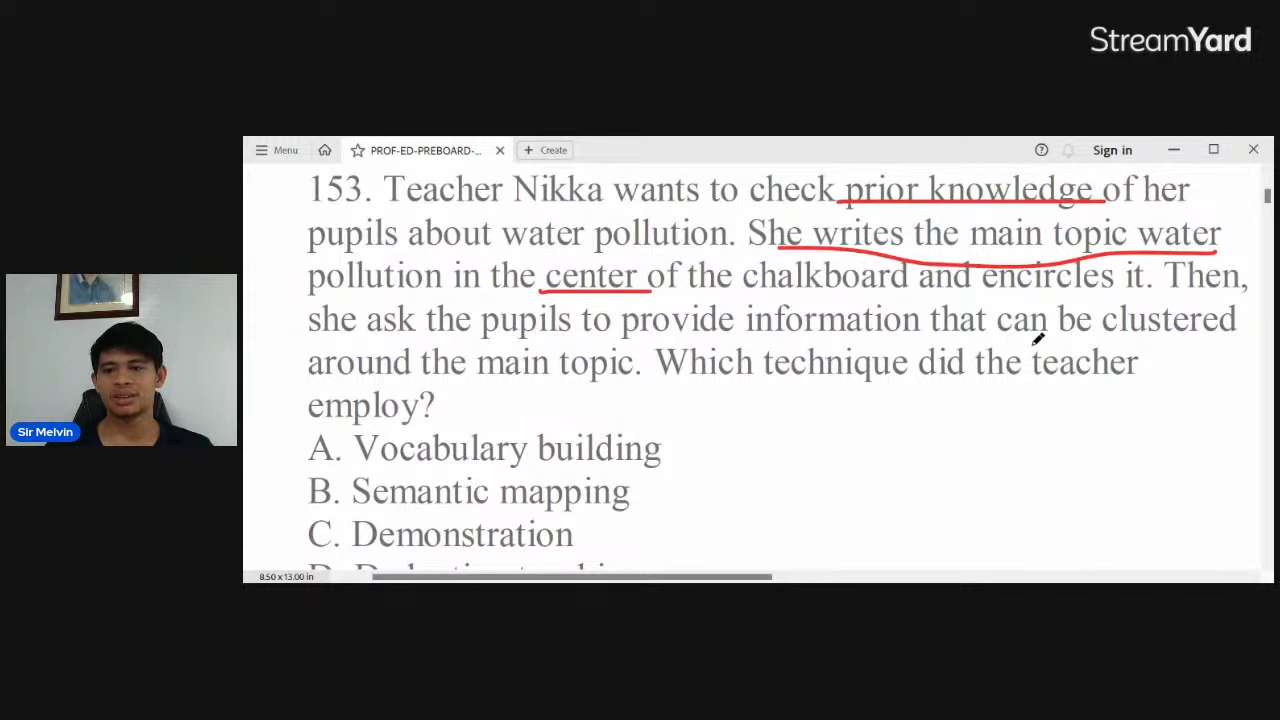 StreamYard
Menu
PROF-ED-PREBOARD-...
Create
Sign in
153. Teacher Nikka wants to check prior knowledge of her
pupils about water pollution. She writes the main topic water
pollution in the center of the chalkboard and encircles it. Then,
she ask the pupils to provide information that can be clustered
around the main topic. Which technique did the teacher
employ?
A. Vocabulary building
B. Semantic mapping
C. Demonstration
Sir Melvin
8.50 x 13.00 in